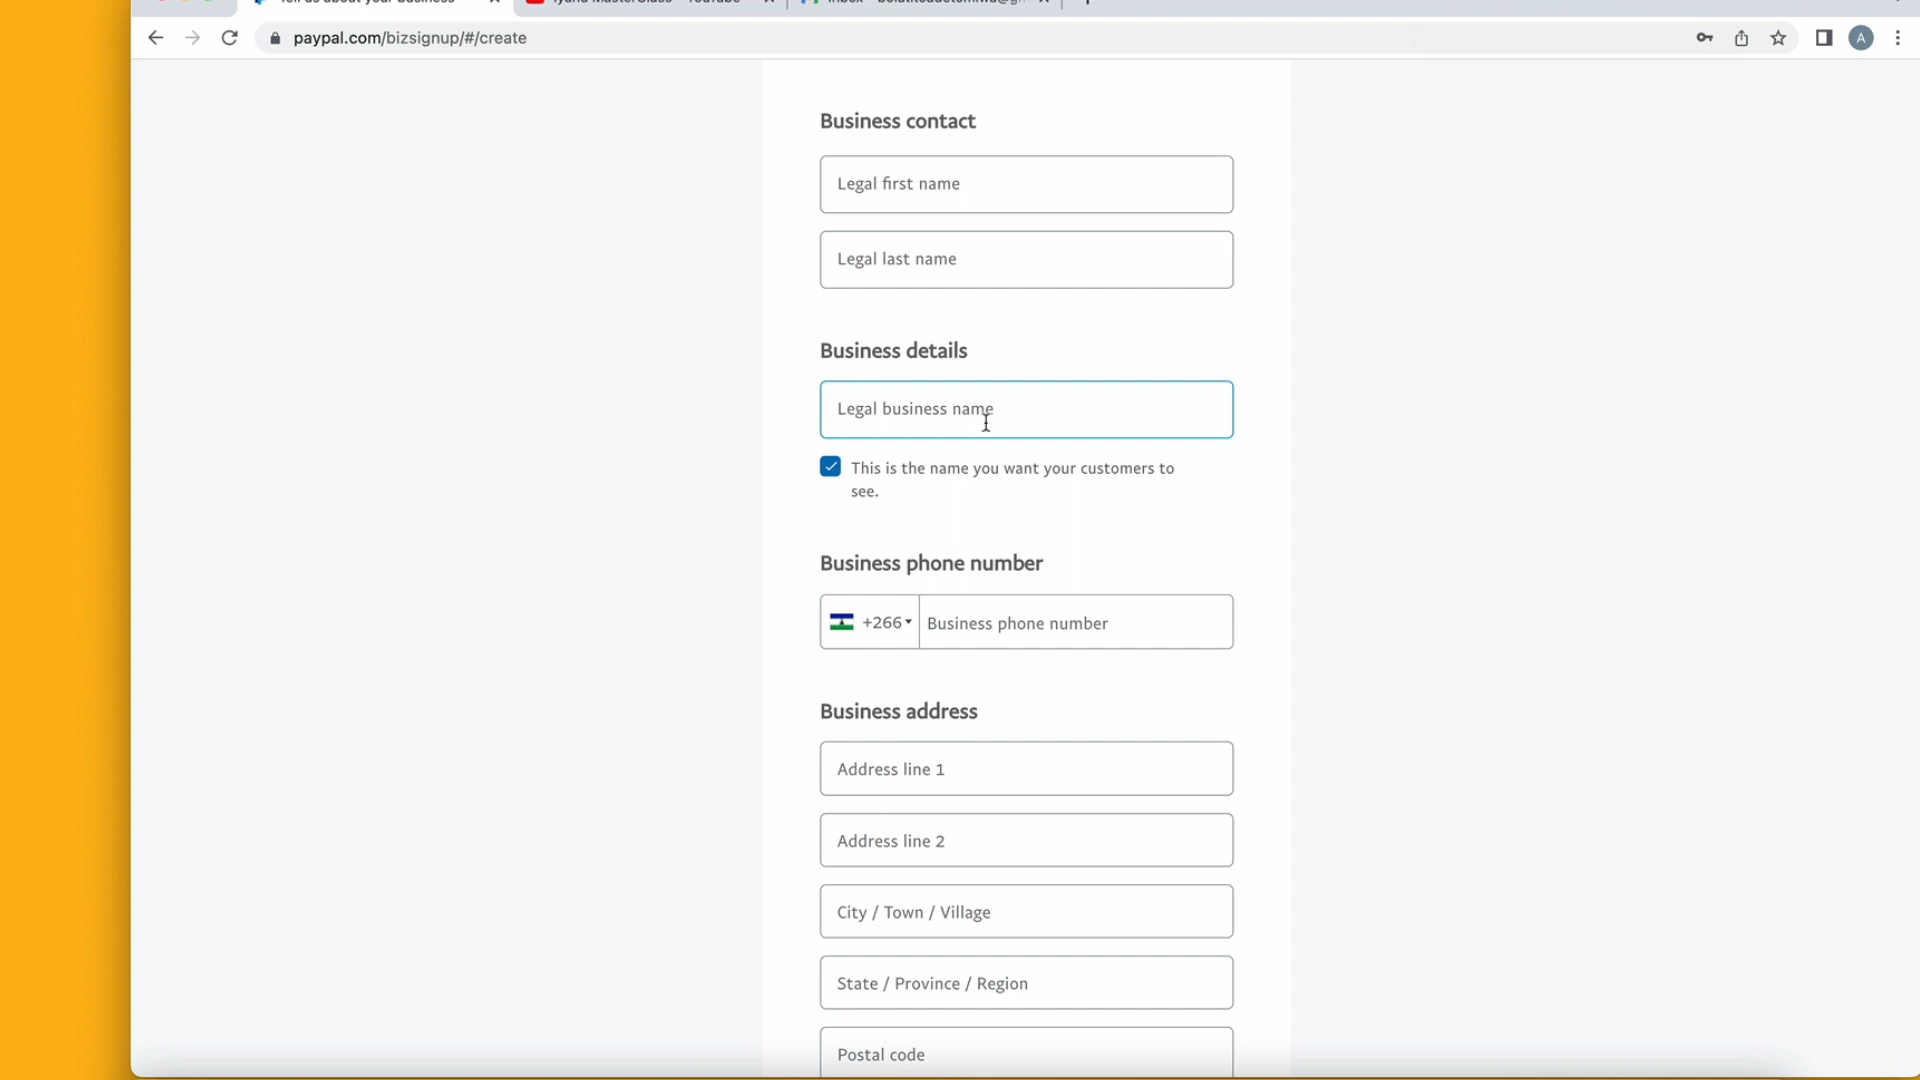 paypal.com/bizsignup/#/create
A
Business contact
Legal first name
Legal last name
Business details
Legal business name
This is the name you want your customers to
see.
Business phone number
+266
Business phone number
Business address
Address line 1
Address line 2
City / Town / Village
State / Province / Region
Postal code